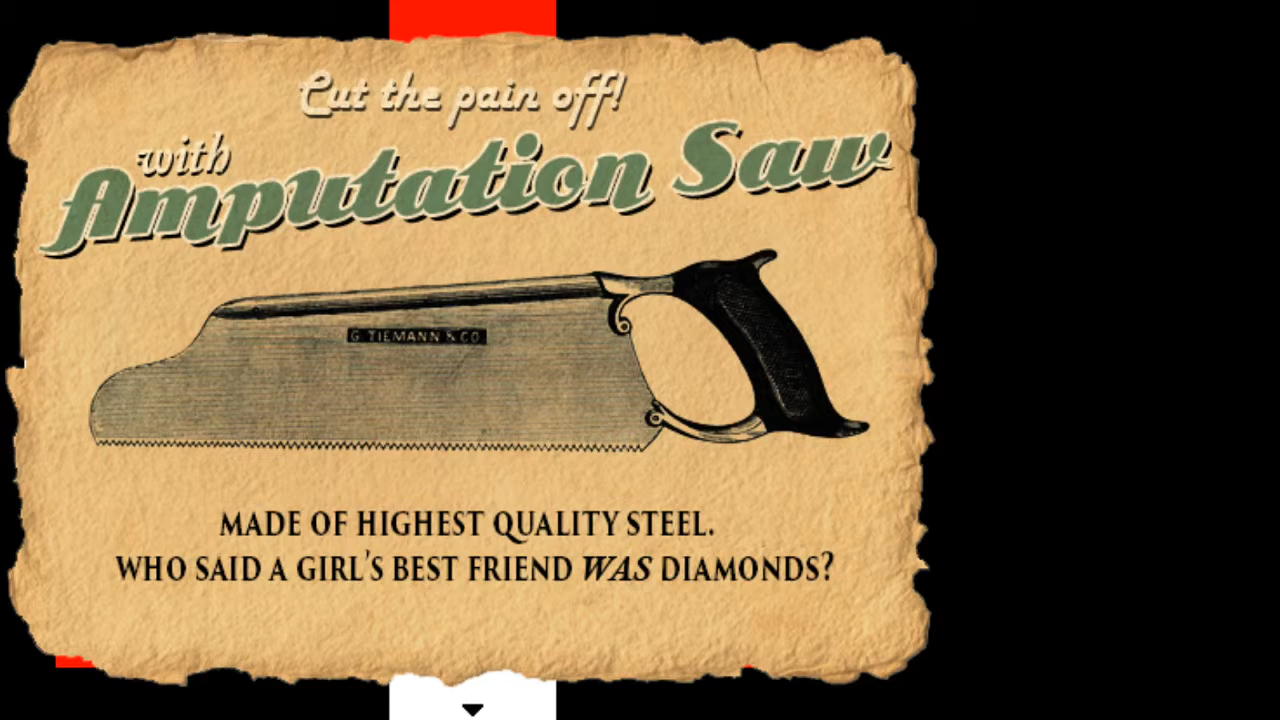 Cut the pain off!
with
Amputation Saw
G. TIEMANN & CO.
MADE OF HIGHEST QUALITY STEEL.
WHO SAID A GIRL'S BEST FRIEND WAS DIAMONDS?